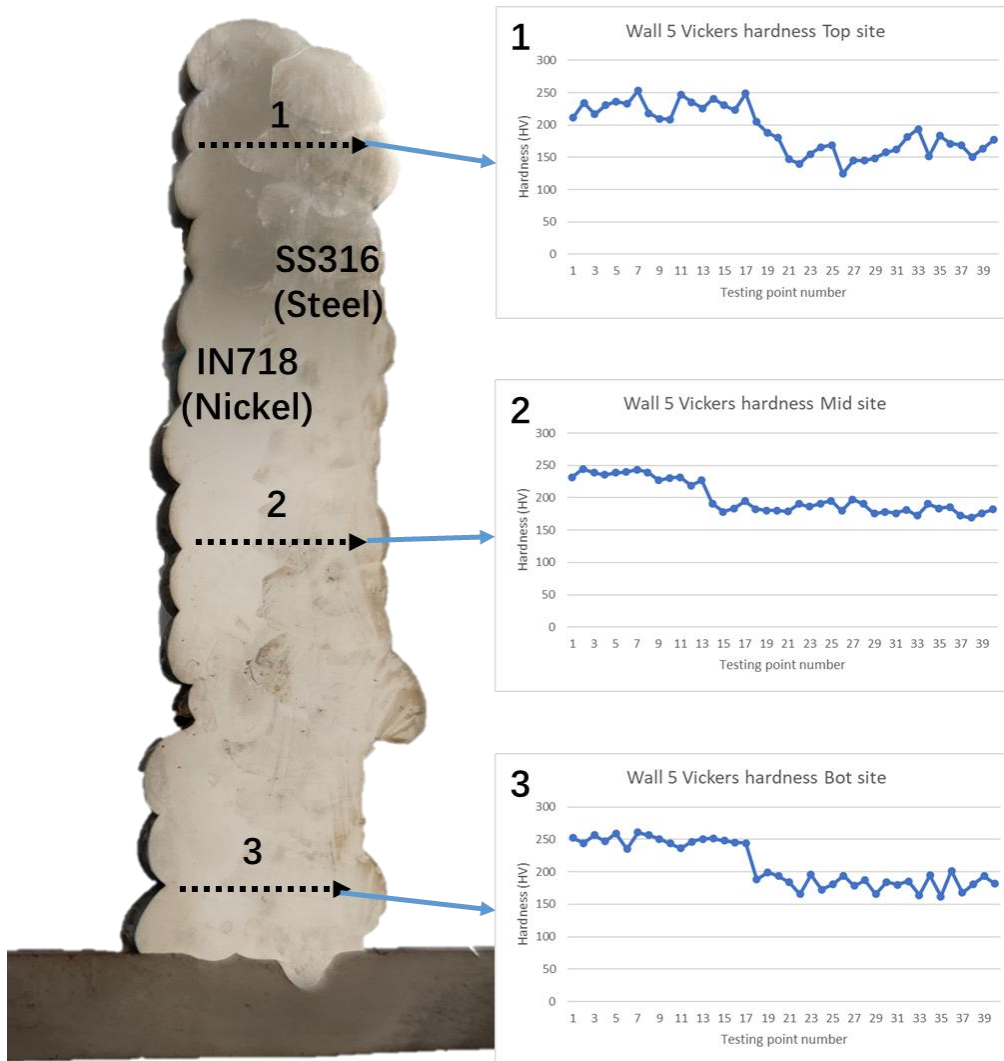 1
SS316
(Steel)
IN718
(Nickel)
2
3
1
Wall 5 Vickers hardness Top site
Hardness (HV)
300
250
200
150
100
50
0
1 3 5 7 9 11 13 15 17 19 21 23 25 27 29 31 33 35 37 39
Testing point number
2
Wall 5 Vickers hardness Mid site
Hardness (HV)
300
250
200
150
100
50
0
1 3 5 7 9 11 13 15 17 19 21 23 25 27 29 31 33 35 37 39
Testing point number
3
Wall 5 Vickers hardness Bot site
Hardness (HV)
300
250
200
150
100
50
0
1 3 5 7 9 11 13 15 17 19 21 23 25 27 29 31 33 35 37 39
Testing point number